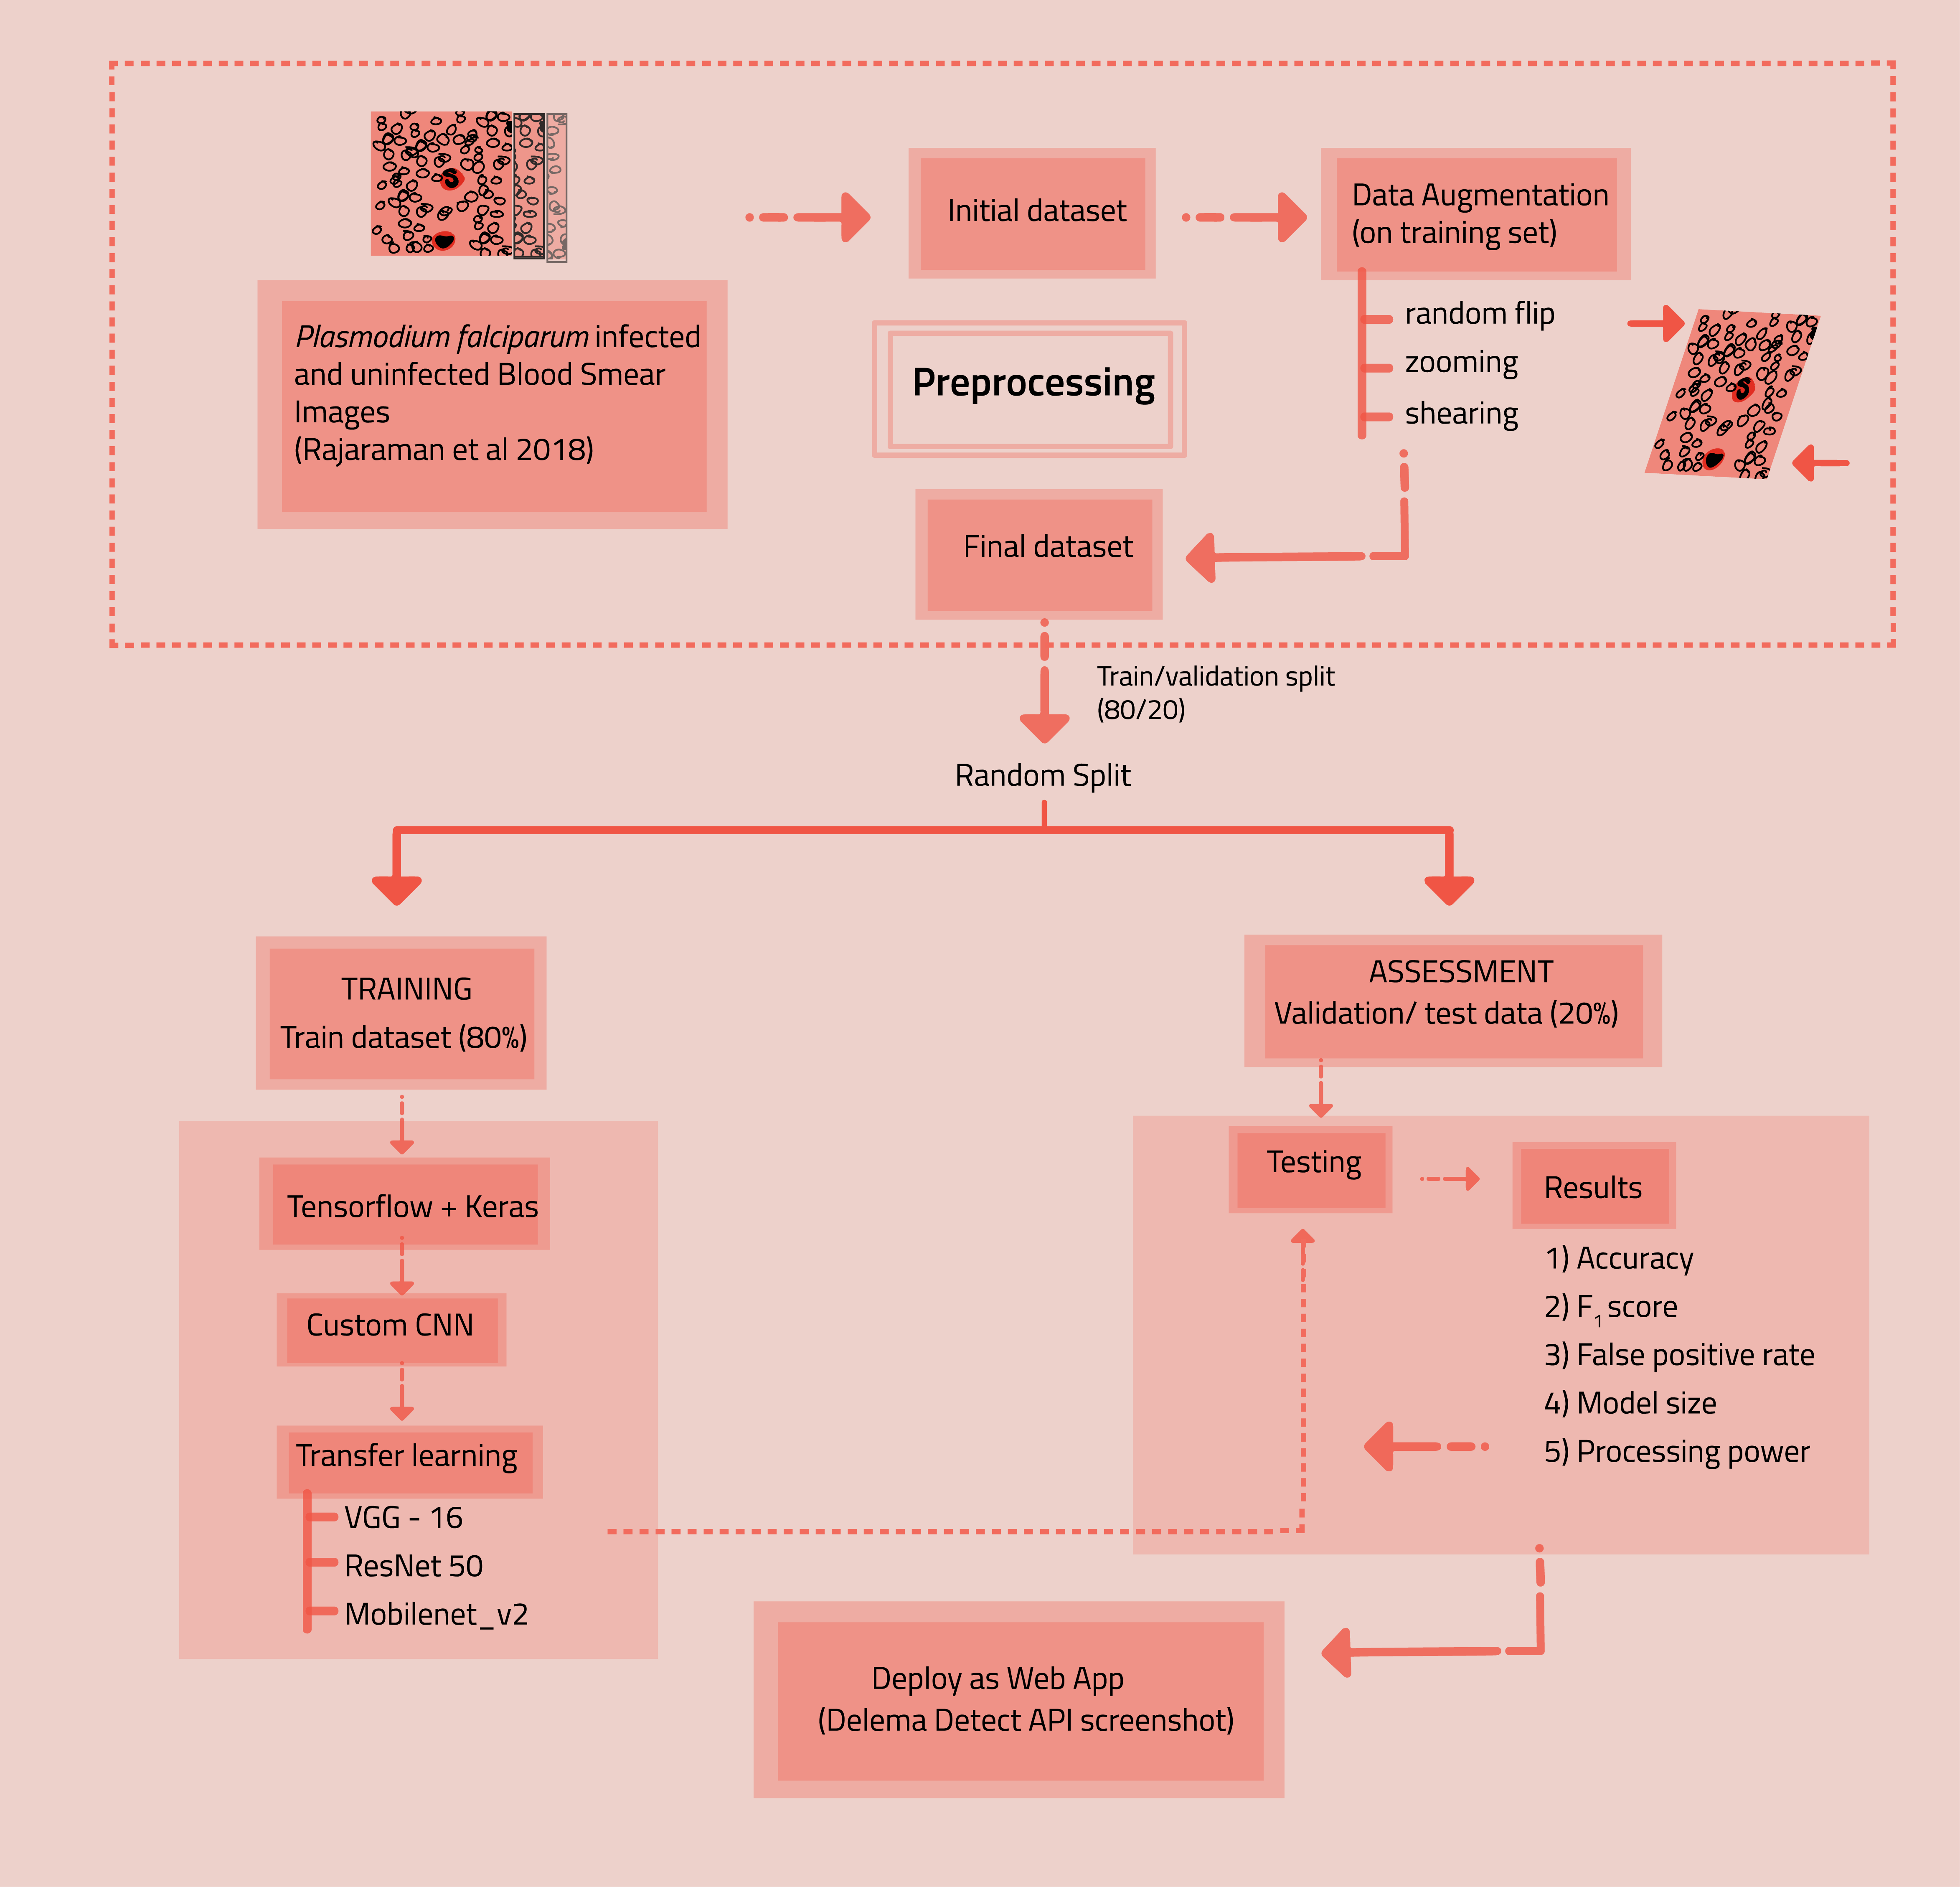 Plasmodium falciparum infected
and uninfected Blood Smear
Images
(Rajaraman et al 2018)
Initial dataset
Data Augmentation
(on training set)
random flip
zooming
shearing
Preprocessing
Final dataset
Train/validation split
(80/20)
Random Split
TRAINING
Train dataset (80%)
Tensorflow + Keras
Custom CNN
Transfer learning
VGG - 16
ResNet 50
Mobilenet_v2
ASSESSMENT
Validation/ test data (20%)
Testing
Results
1) Accuracy
2) F1 score
3) False positive rate
4) Model size
5) Processing power
Deploy as Web App
(Delema Detect API screenshot)